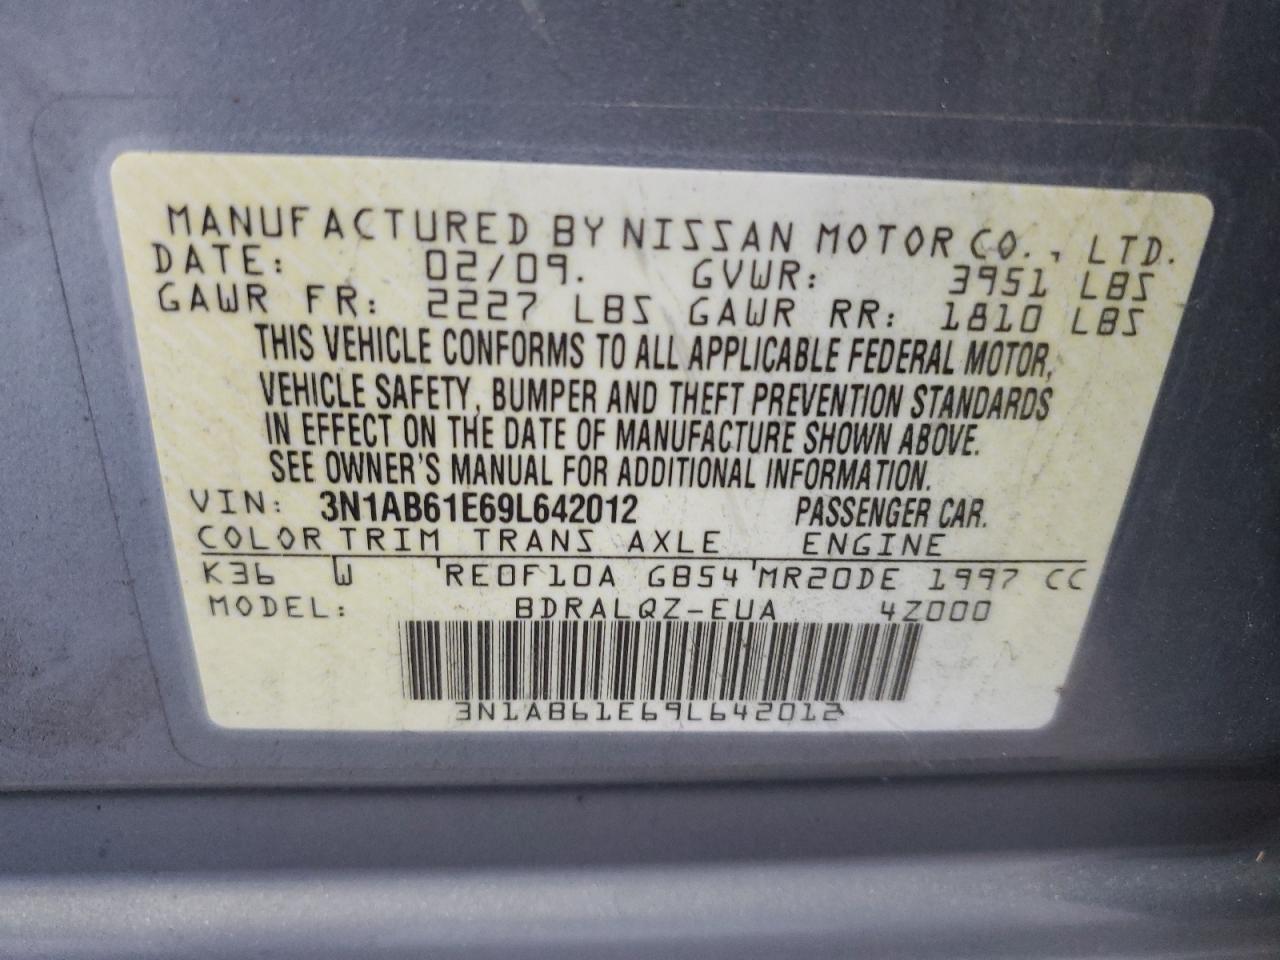 MANUFACTURED BY NISSAN MOTOR CO., LTD.
DATE: 02/09. GVWR: 3951 LBS
GAWR FR: 2227 LBS GAWR RR: 1810 LBS
THIS VEHICLE CONFORMS TO ALL APPLICABLE FEDERAL MOTOR,
VEHICLE SAFETY, BUMPER AND THEFT PREVENTION STANDARDS
IN EFFECT ON THE DATE OF MANUFACTURE SHOWN ABOVE.
SEE OWNER'S MANUAL FOR ADDITIONAL INFORMATION.
VIN: 3N1AB61E69L642012 PASSENGER CAR.
COLOR TRIM TRANS AXLE ENGINE
K36 W 'RE0F10A GB54 'MR20DE 1997 CC
MODEL: BDRALQZ-EUA 4Z000
3N1AB61E69L642012